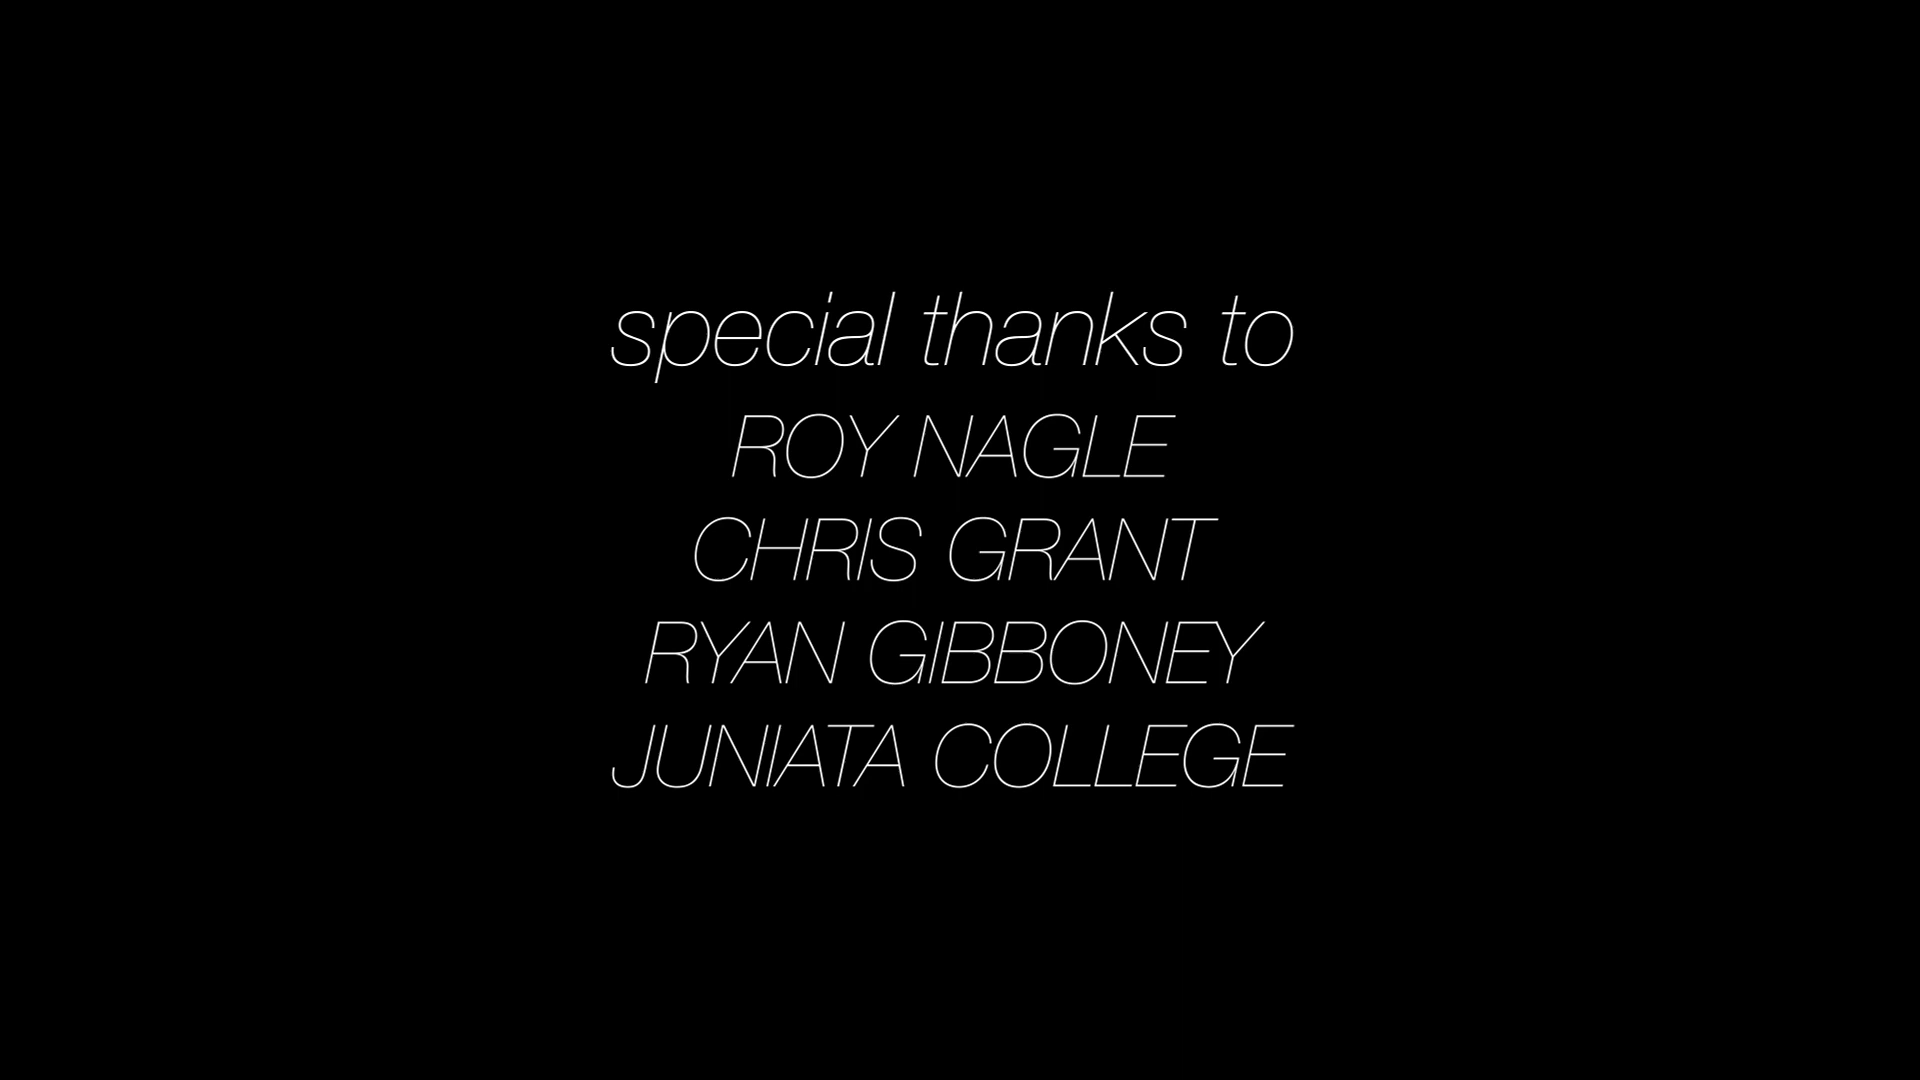 special thanks to
ROY NAGLE
CHRIS GRANT
RYAN GIBBONEY
JUNIATA COLLEGE